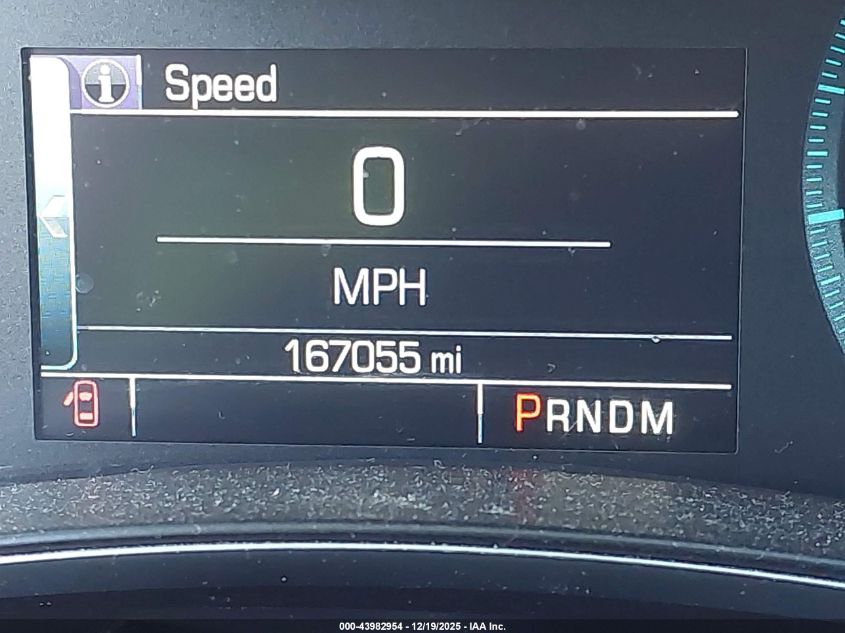 i Speed
0
MPH
167055 mi
PRNDM
000-43982954 - 12/19/2025 - IAA Inc.